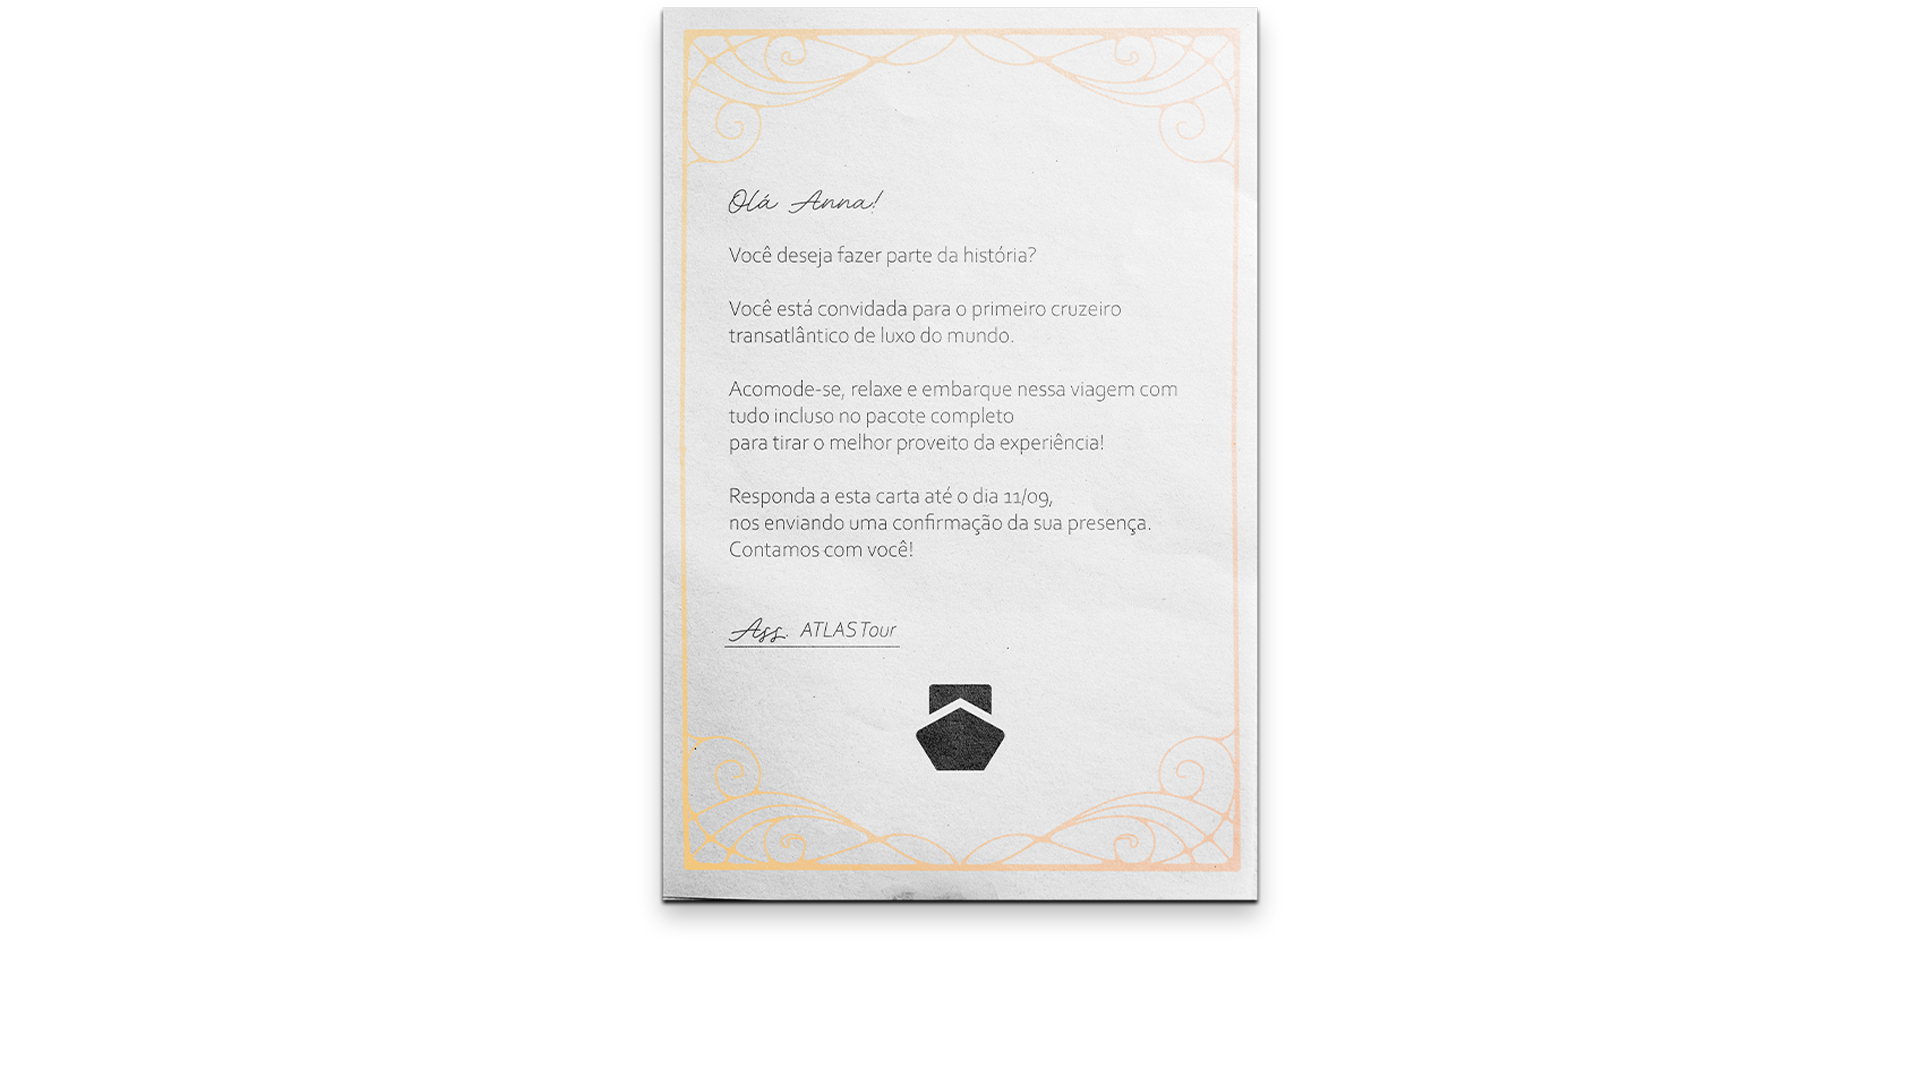 Olá Anna!
Você deseja fazer parte da história?
Você está convidada para o primeiro cruzeiro
transatlântico de luxo do mundo.
Acomode-se, relaxe e embarque nessa viagem com
tudo incluso no pacote completo
para tirar o melhor proveito da experiência!
Responda a esta carta até o dia 11/09,
nos enviando uma confirmação da sua presença.
Contamos com você!
Ass. ATLASTour